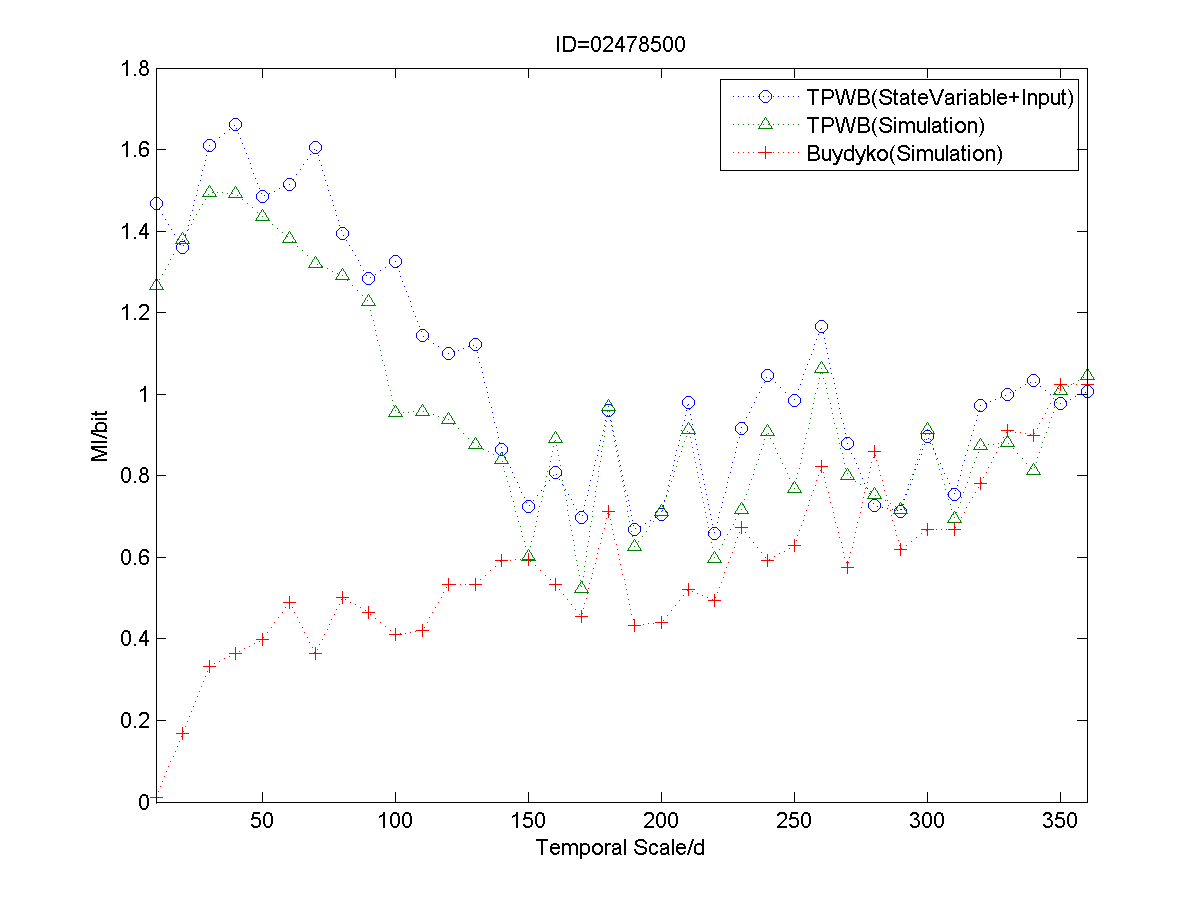 ID=02478500
1.8
1.6
1.4
1.2
1
0.8
0.6
0.4
0.2
0
MI/bit
TPWB(StateVariable+Input)
TPWB(Simulation)
Buydyko(Simulation)
50 100 150 200 250 300 350
Temporal Scale/d